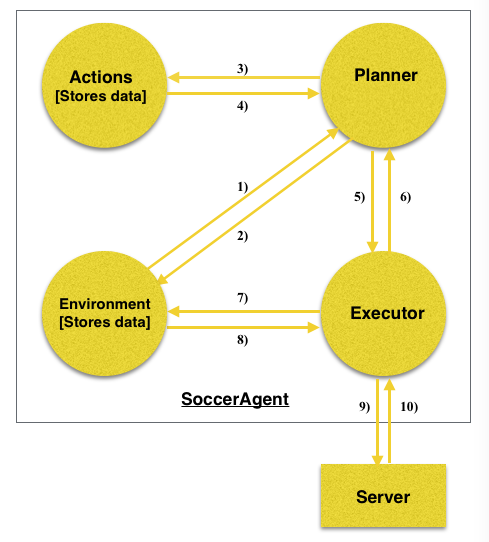 Actions
[Stores data]
3)
4)
Planner
1)
2)
5)
6)
Environment
[Stores data]
7)
8)
Executor
SoccerAgent
9)
10)
Server